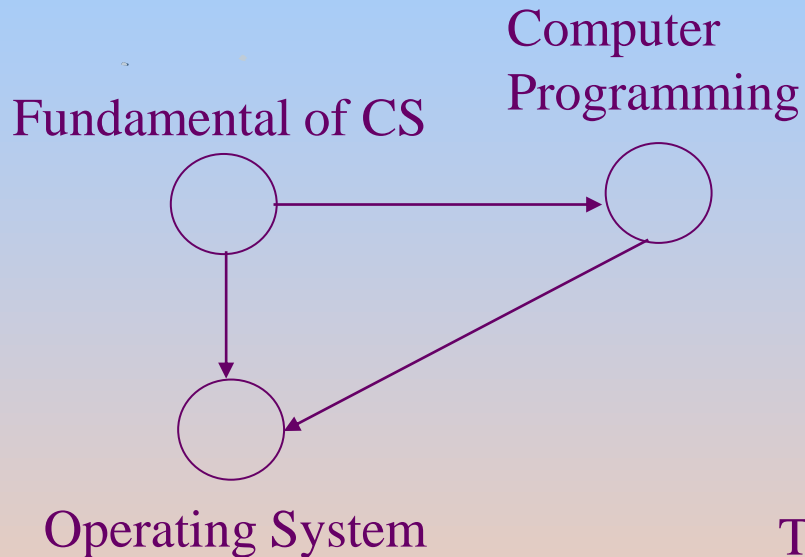 Computer
Programming
Fundamental of CS
Operating System
T